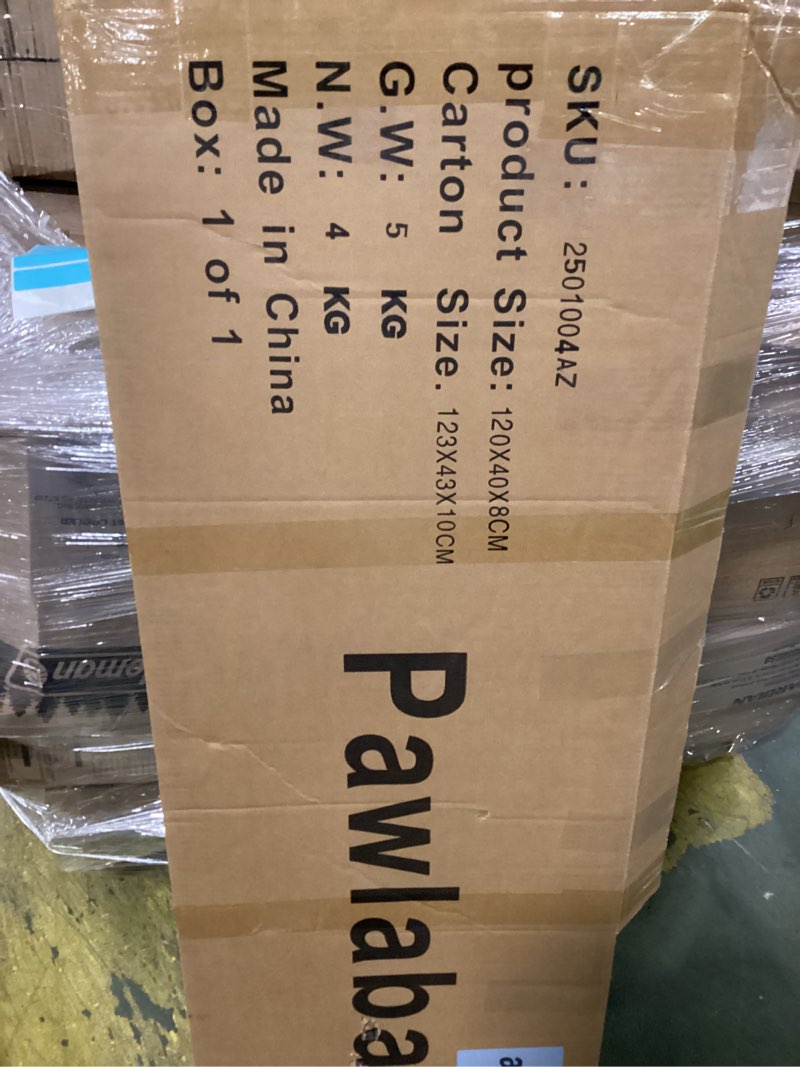 SKU: 2501004AZ
product Size: 120X40X8CM
Carton Size. 123X43X10CM
G.W: 5 KG
N.W: 4 KG
Made in China
Box: 1 of 1
Pawlaba
a
eman